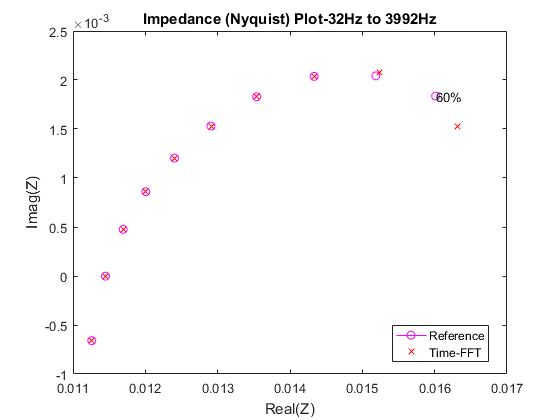 Impedance (Nyquist) Plot-32Hz to 3992Hz
×10⁻³
2.5
2
1.5
1
0.5
0
-0.5
-1
Imag(Z)
60%
Reference
Time-FFT
0.011 0.012 0.013 0.014 0.015 0.016 0.017
Real(Z)